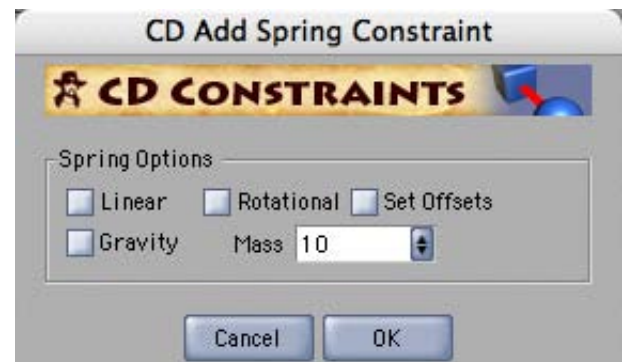 CD Add Spring Constraint
CD CONSTRAINTS
Spring Options
Linear Rotational Set Offsets
Gravity Mass 10
Cancel OK